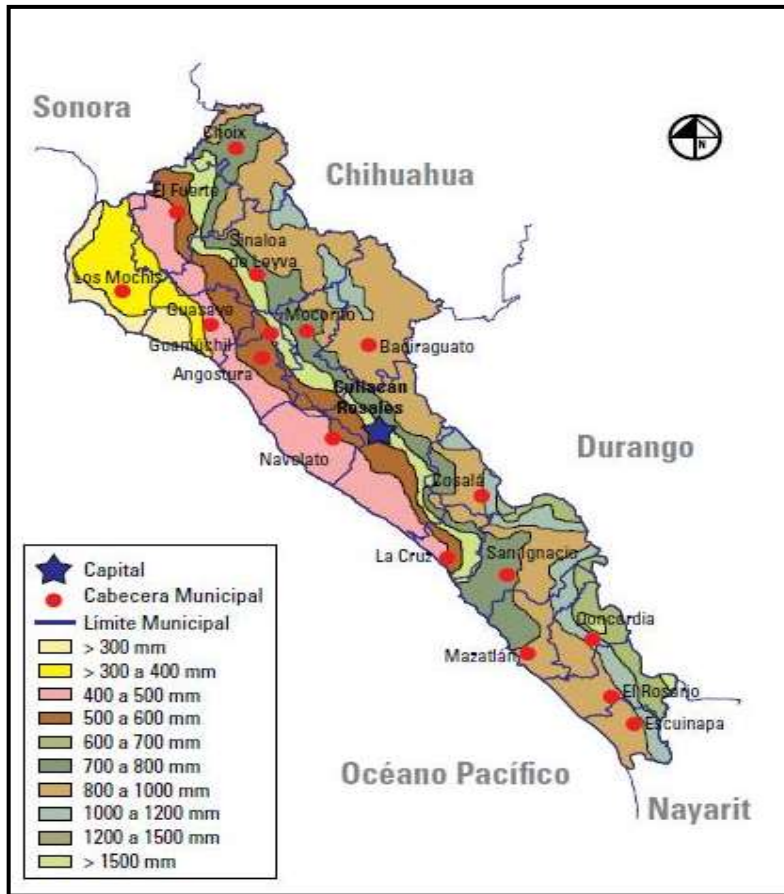 Sonora
Choix
Chihuahua
El Fuerte
Sinaloa
de Leyva
Los Mochis
Guasave
Mocorito
Guamúchil
Badiraguato
Angostura
Culiacán
Rosales
Durango
Navolato
Cosalá
La Cruz
San Ignacio
Concordia
Mazatlán
El Rosario
Escuinapa
Océano Pacífico
Nayarit
N
Capital
Cabecera Municipal
Límite Municipal
> 300 mm
> 300 a 400 mm
400 a 500 mm
500 a 600 mm
600 a 700 mm
700 a 800 mm
800 a 1000 mm
1000 a 1200 mm
1200 a 1500 mm
> 1500 mm